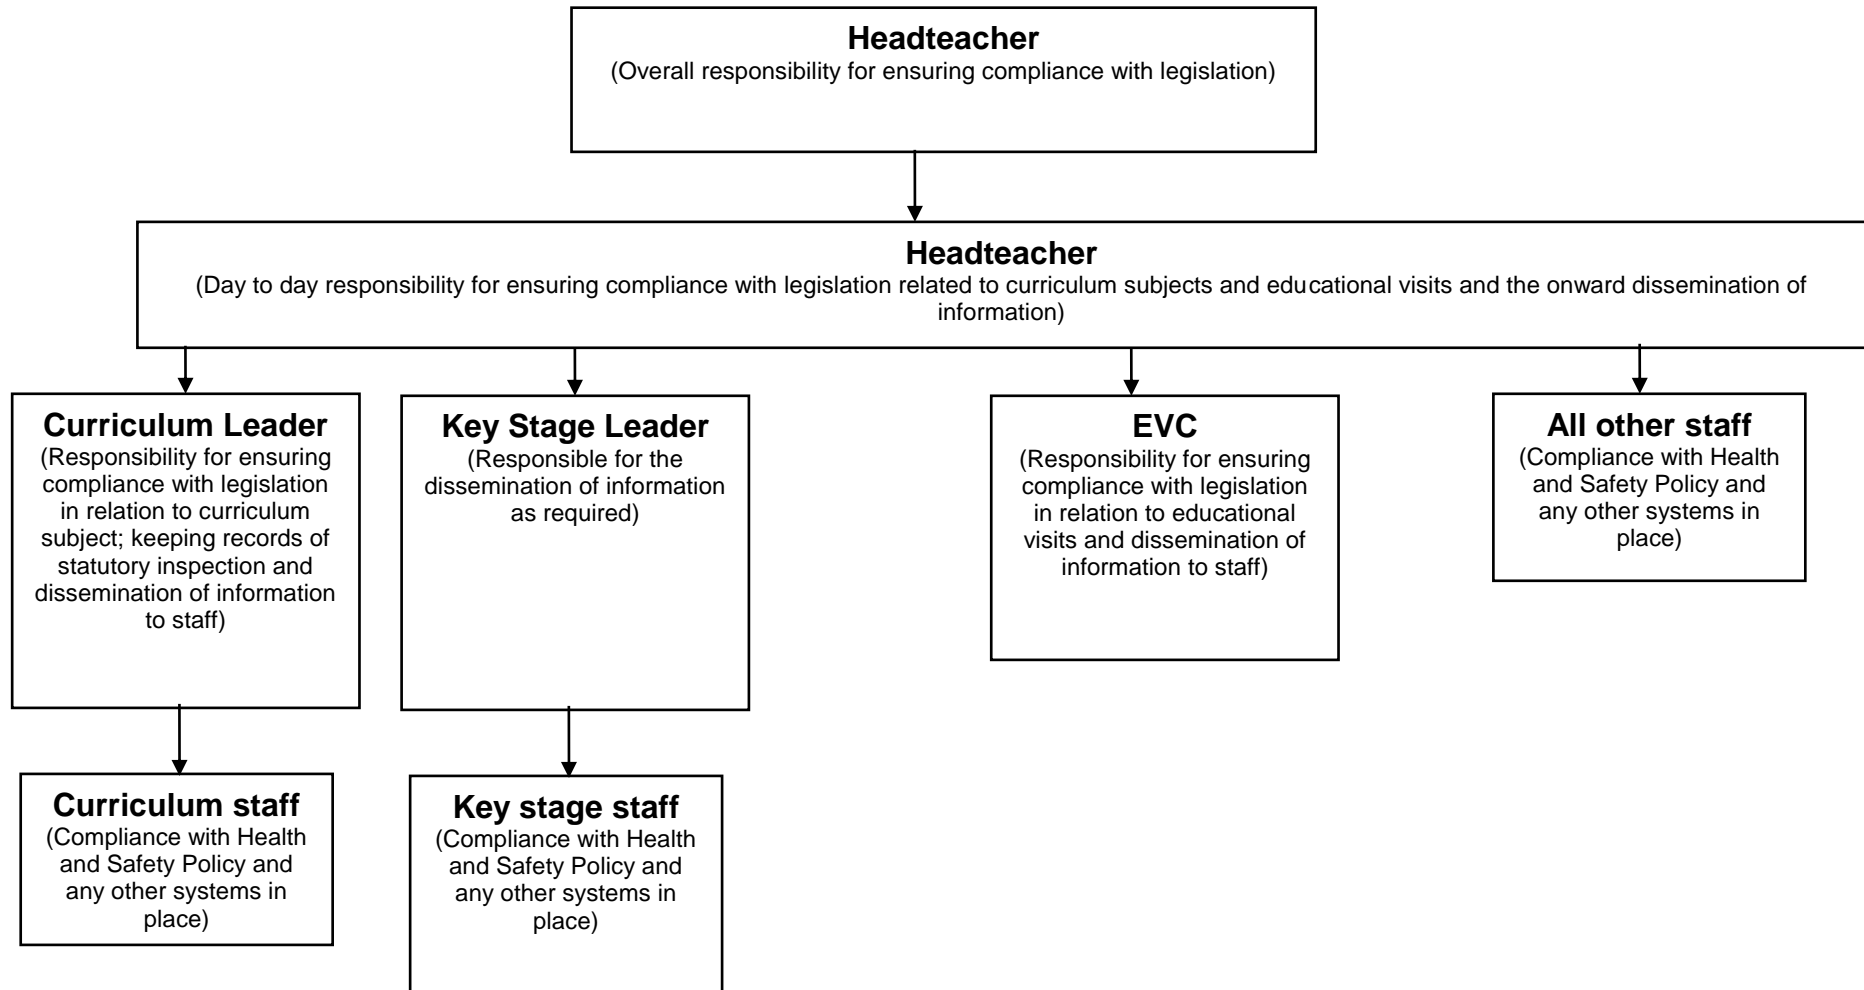 Headteacher
(Overall responsibility for ensuring compliance with legislation)
Headteacher
(Day to day responsibility for ensuring compliance with legislation related to curriculum subjects and educational visits and the onward dissemination of
information)
Curriculum Leader
(Responsibility for ensuring
compliance with legislation
in relation to curriculum
subject; keeping records of
statutory inspection and
dissemination of information
to staff)
Key Stage Leader
(Responsible for the
dissemination of information
as required)
EVC
(Responsibility for ensuring
compliance with legislation
in relation to educational
visits and dissemination of
information to staff)
All other staff
(Compliance with Health
and Safety Policy and
any other systems in
place)
Curriculum staff
(Compliance with Health
and Safety Policy and
any other systems in
place)
Key stage staff
(Compliance with Health
and Safety Policy and
any other systems in
place)